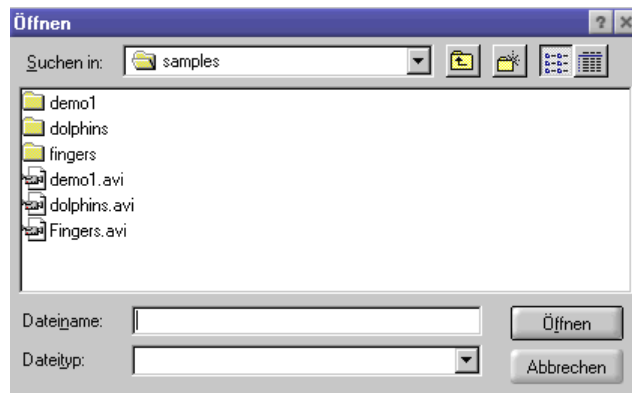 Öffnen
Suchen in: samples
demo1
dolphins
fingers
demo1.avi
dolphins.avi
Fingers.avi
Dateiname: Öffnen
Dateityp: Abbrechen